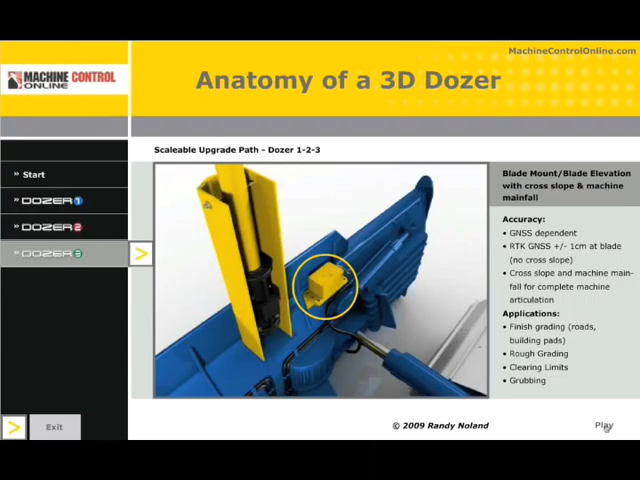 MachineControlOnline.com
MACHINE CONTROL
ONLINE
Anatomy of a 3D Dozer
Scaleable Upgrade Path - Dozer 1-2-3
» Start
» DOZER 1
» DOZER 2
» DOZER 3
>
Blade Mount/Blade Elevation
with cross slope & machine
mainfall
Accuracy:
• GNSS dependent
• RTK GNSS +/- 1cm at blade
(no cross slope)
• Cross slope and machine main-
fall for complete machine
articulation
Applications:
• Finish grading (roads,
building pads)
• Rough Grading
• Clearing Limits
• Grubbing
> Exit
© 2009 Randy Noland
Play